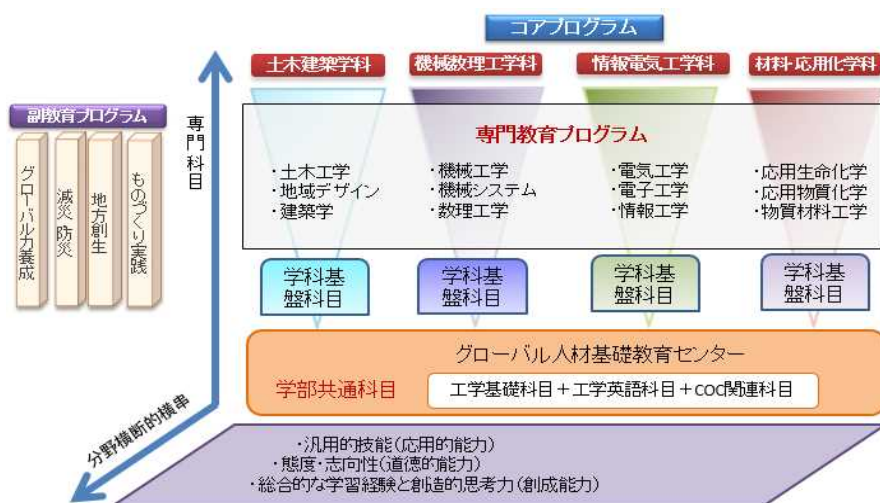 コアプログラム
土木建築学科
機械数理工学科
情報電気工学科
材料・応用化学科
副教育プログラム
グローバル力養成
減災・防災
地方創生
ものづくり実践
専門科目
専門教育プログラム
・土木工学
・地域デザイン
・建築学
・機械工学
・機械システム
・数理工学
・電気工学
・電子工学
・情報工学
・応用生命化学
・応用物質化学
・物質材料工学
学科基
盤科目
学科基
盤科目
学科基
盤科目
学科基
盤科目
グローバル人材基礎教育センター
学部共通科目
工学基礎科目+工学英語科目+COC関連科目
分野横断的横串
・汎用的技能(応用的能力)
・態度・志向性(道徳的能力)
・総合的な学習経験と創造的思考力(創成能力)